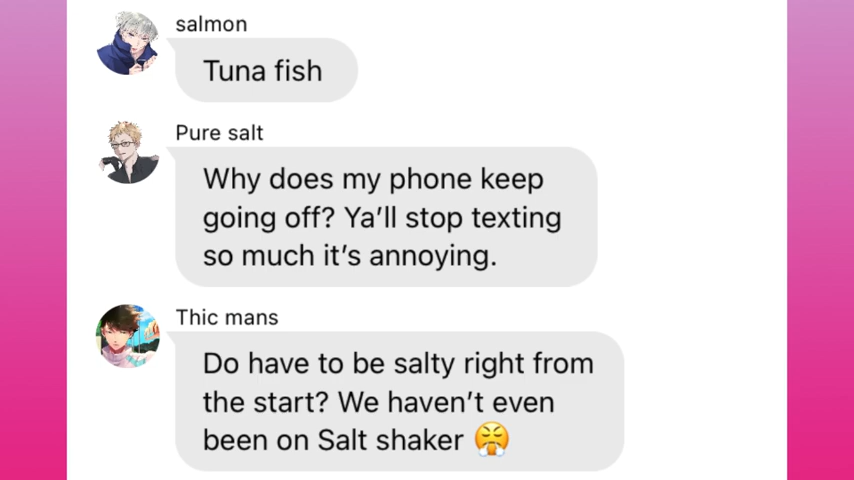 salmon
Tuna fish
Pure salt
Why does my phone keep
going off? Ya’ll stop texting
so much it’s annoying.
Thic mans
Do have to be salty right from
the start? We haven’t even
been on Salt shaker 😤